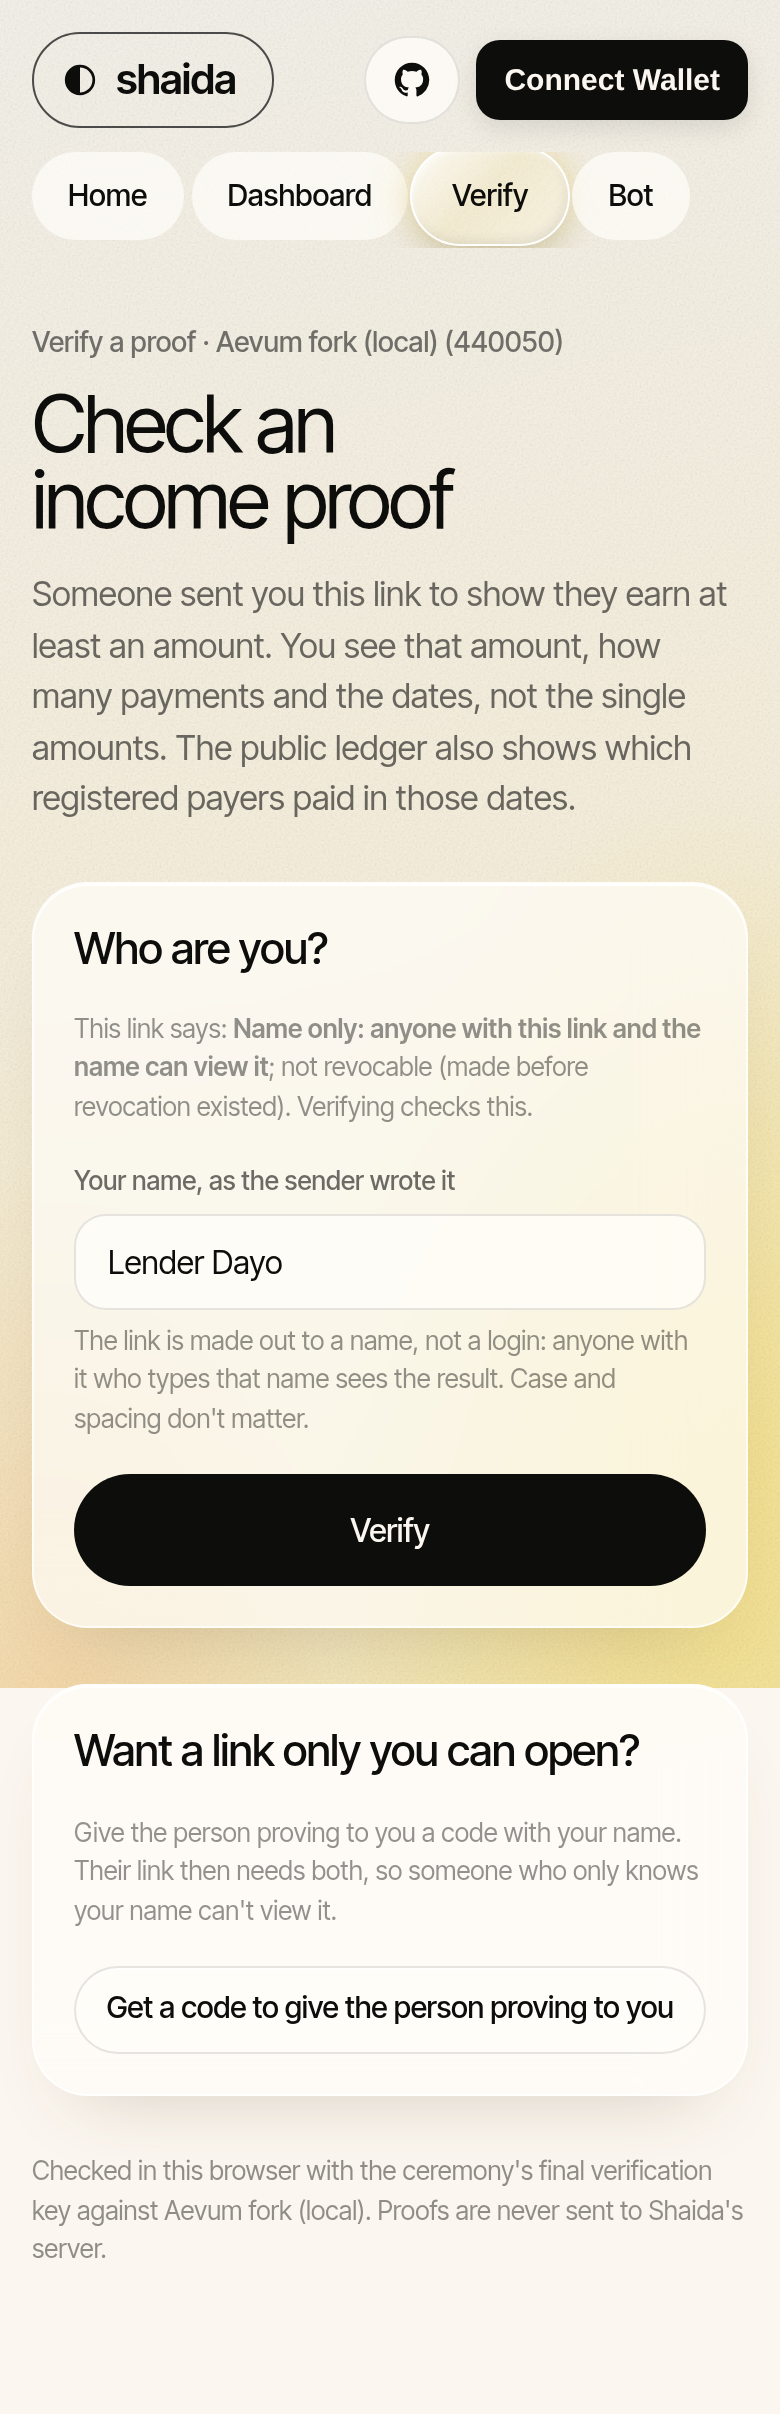 shaida
Connect Wallet
Home
Dashboard
Verify
Bot
Verify a proof · Aevum fork (local) (440050)
Check an
income proof
Someone sent you this link to show they earn at
least an amount. You see that amount, how
many payments and the dates, not the single
amounts. The public ledger also shows which
registered payers paid in those dates.
Who are you?
This link says: Name only: anyone with this link and the
name can view it; not revocable (made before
revocation existed). Verifying checks this.
Your name, as the sender wrote it
Lender Dayo
The link is made out to a name, not a login: anyone with
it who types that name sees the result. Case and
spacing don't matter.
Verify
Want a link only you can open?
Give the person proving to you a code with your name.
Their link then needs both, so someone who only knows
your name can't view it.
Get a code to give the person proving to you
Checked in this browser with the ceremony's final verification
key against Aevum fork (local). Proofs are never sent to Shaida's
server.